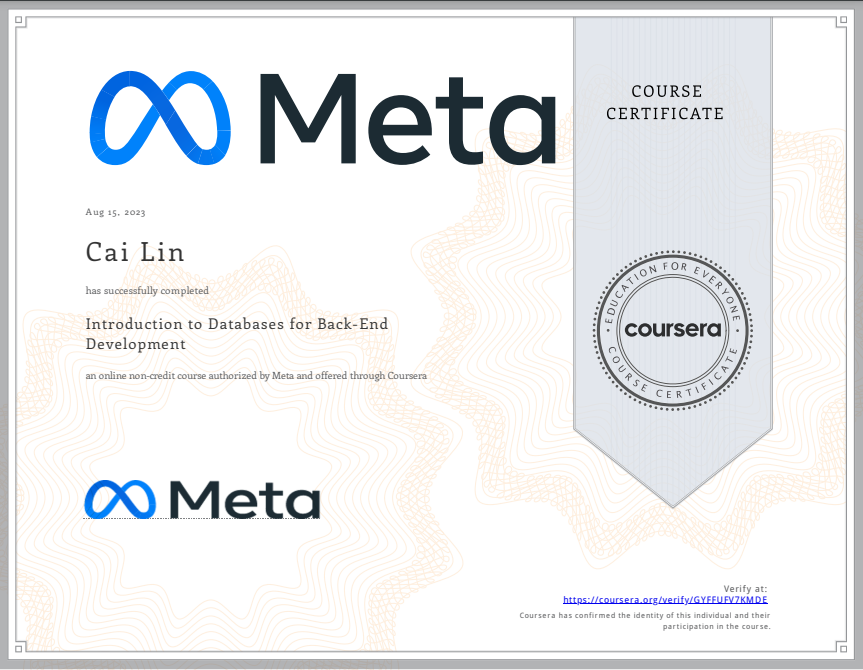 Meta
COURSE
CERTIFICATE
Aug 15, 2023
Cai Lin
has successfully completed
Introduction to Databases for Back-End
Development
an online non-credit course authorized by Meta and offered through Coursera
EDUCATION FOR EVERYONE
coursera
COURSE CERTIFICATE
Meta
Verify at:
https://coursera.org/verify/GYFFUFV7KMDE
Coursera has confirmed the identity of this individual and their
participation in the course.